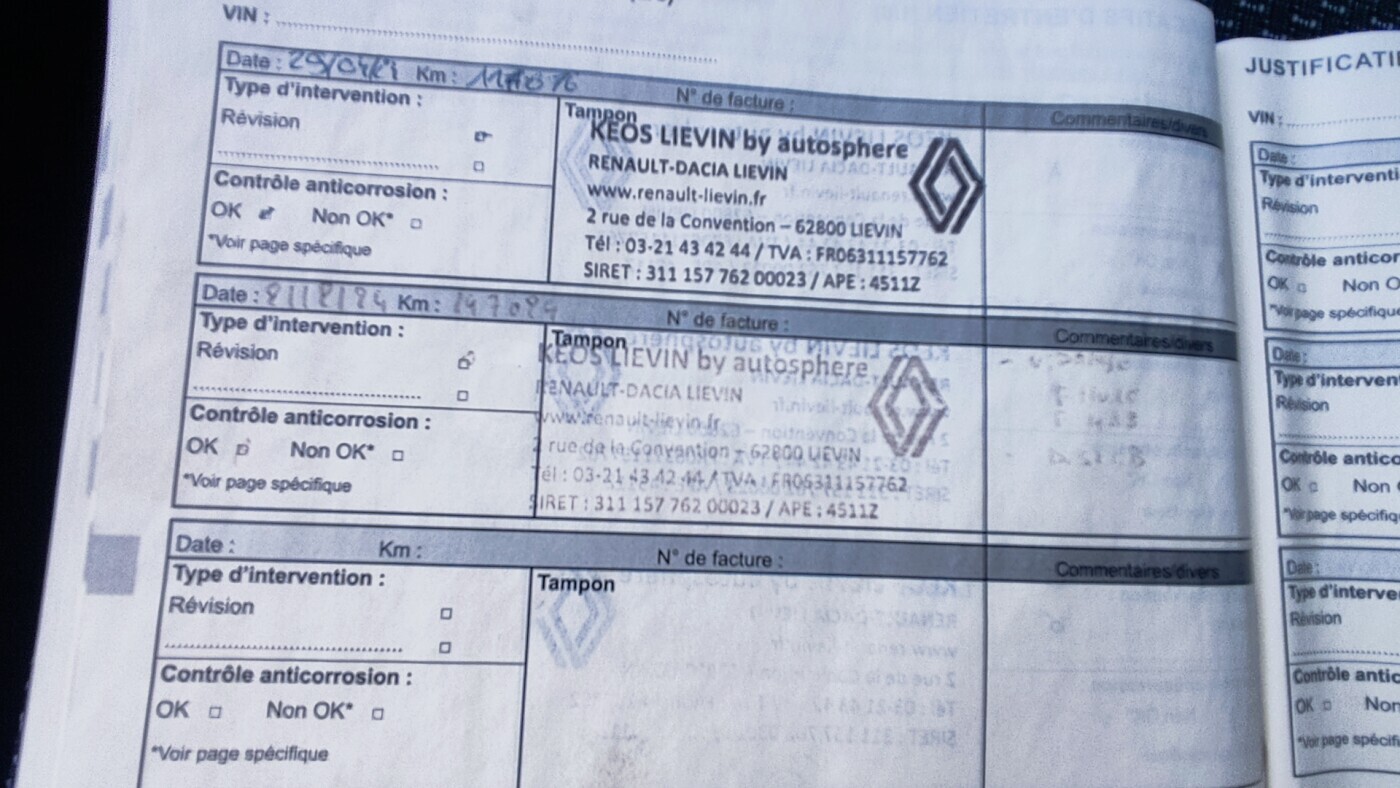 VIN :
Date : Km : N° de facture : Commentaires/divers
Type d'intervention :
Révision
Contrôle anticorrosion :
OK Non OK*
*Voir page spécifique
Tampon
KEOS LIEVIN by autosphere
RENAULT-DACIA LIEVIN
www.renault-lievin.fr
2 rue de la Convention – 62800 LIEVIN
Tél : 03-21 43 42 44 / TVA : FR06311157762
SIRET : 311 157 762 00023 / APE : 4511Z
Date : Km : N° de facture : Commentaires/divers
Type d'intervention :
Révision
Contrôle anticorrosion :
OK Non OK*
*Voir page spécifique
Tampon
KEOS LIEVIN by autosphere
RENAULT-DACIA LIEVIN
www.renault-lievin.fr
2 rue de la Convention – 62800 LIEVIN
Tél : 03-21 43 42 44 / TVA : FR06311157762
SIRET : 311 157 762 00023 / APE : 4511Z
Date : Km : N° de facture : Commentaires/divers
Type d'intervention :
Révision
Contrôle anticorrosion :
OK Non OK*
*Voir page spécifique
Tampon
JUSTIFICATI
VIN :
Date :
Type d'interventi
Révision
Contrôle anticor
OK Non O
*Voir page spécifique
Date :
Type d'interven
Révision
Contrôle antico
OK Non
*Voir page spécifiq
Date :
Type d'interve
Révision
Contrôle antic
OK Non
*Voir page spécifi